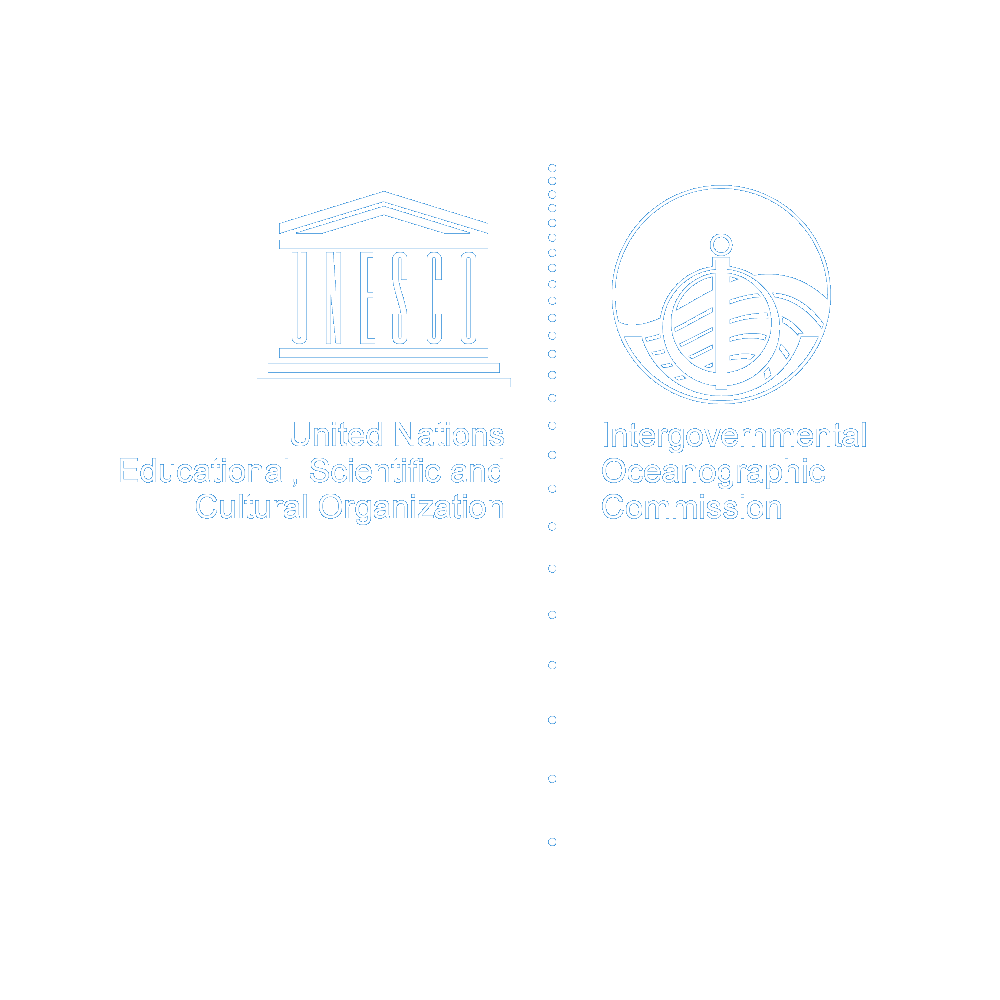 UNESCO
United Nations
Educational, Scientific and
Cultural Organization
Intergovernmental
Oceanographic
Commission